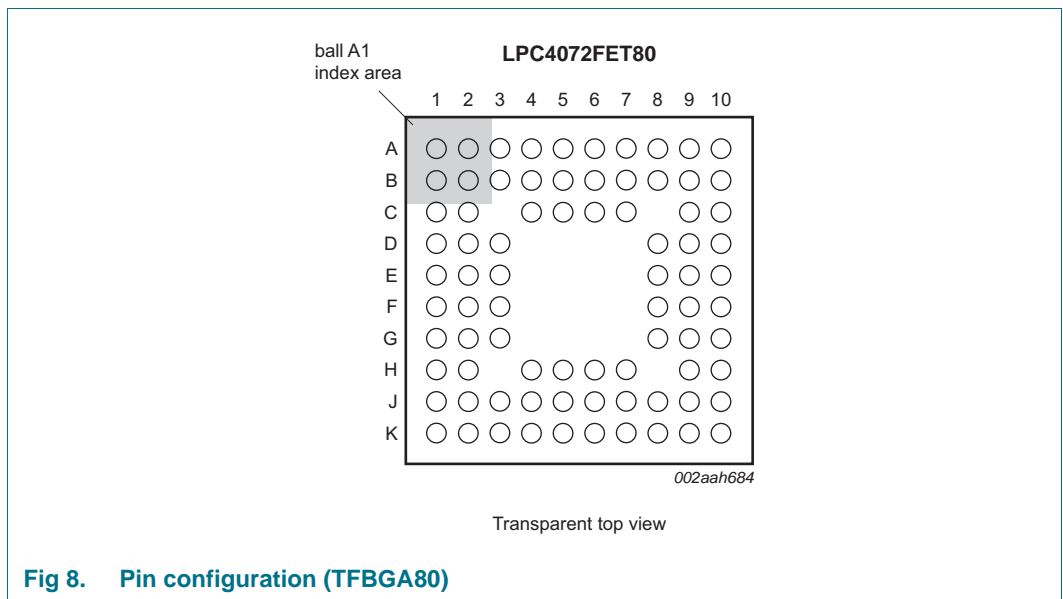 ball A1
index area
LPC4072FET80
1 2 3 4 5 6 7 8 9 10
A
B
C
D
E
F
G
H
J
K
002aah684
Transparent top view
Fig 8. Pin configuration (TFBGA80)